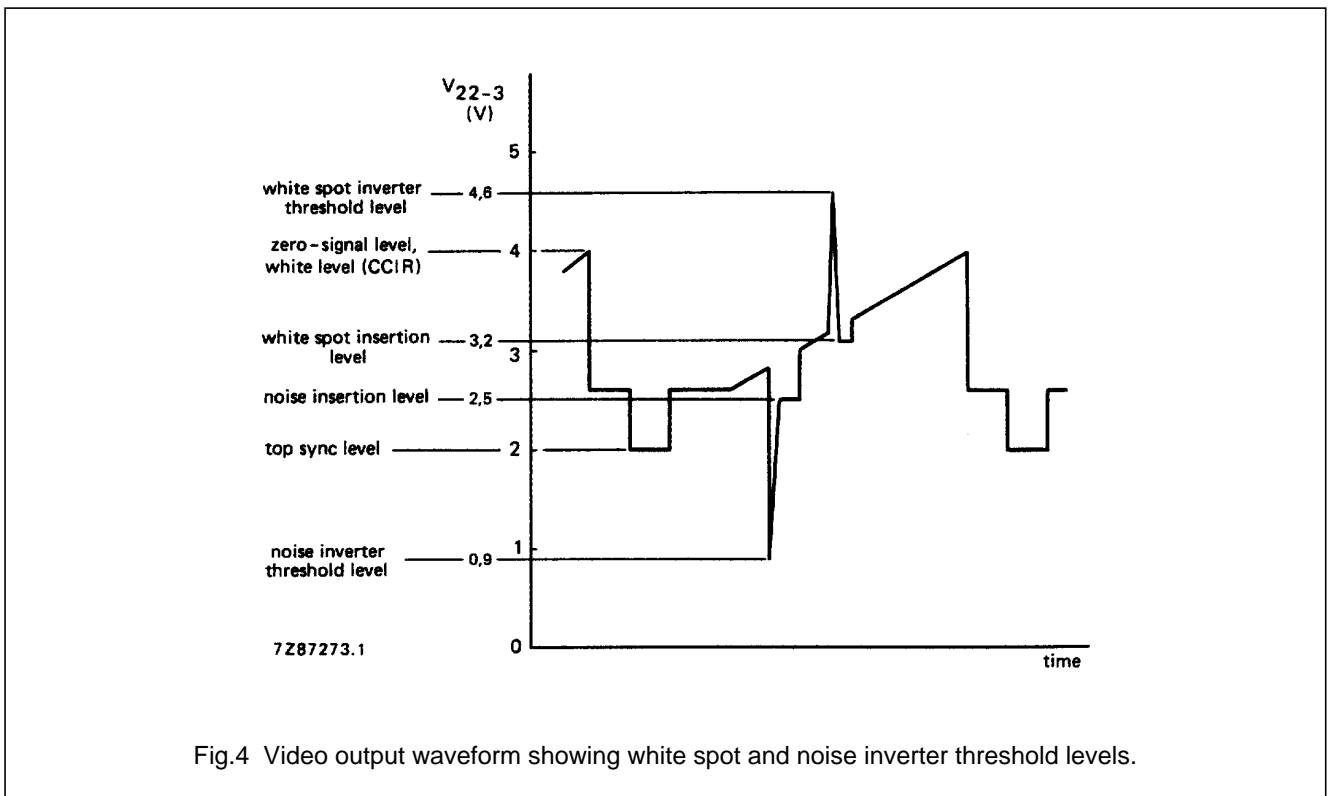 V22-3
(V)
5
white spot inverter
threshold level
4,6
zero-signal level,
white level (CCIR)
4
white spot insertion
level
3,2
3
noise insertion level
2,5
top sync level
2
1
noise inverter
threshold level
0,9
7Z87273.1
0
time
Fig.4 Video output waveform showing white spot and noise inverter threshold levels.